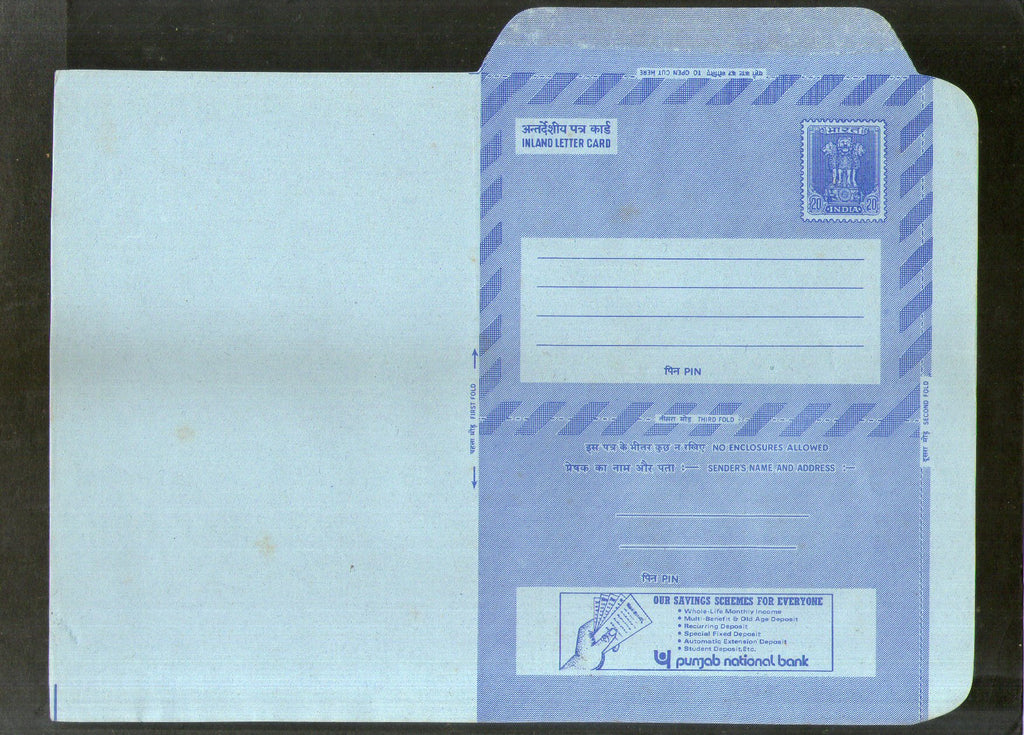 यहाँ काट कर खोलिए TO OPEN CUT HERE
अन्तर्देशीय पत्र कार्ड
INLAND LETTER CARD
भारत
20 INDIA 20
पिन PIN
पहला मोड़ FIRST FOLD
दूसरा मोड़ SECOND FOLD
तीसरा मोड़ THIRD FOLD
इस पत्र के भीतर कुछ न रखिए NO ENCLOSURES ALLOWED
प्रेषक का नाम और पता :— SENDER'S NAME AND ADDRESS :—
पिन PIN
OUR SAVINGS SCHEMES FOR EVERYONE
• Whole-Life Monthly Income
• Multi-Benefit & Old Age Deposit
• Recurring Deposit
• Special Fixed Deposit
• Automatic Extension Deposit
• Student Deposit, Etc.
punjab national bank